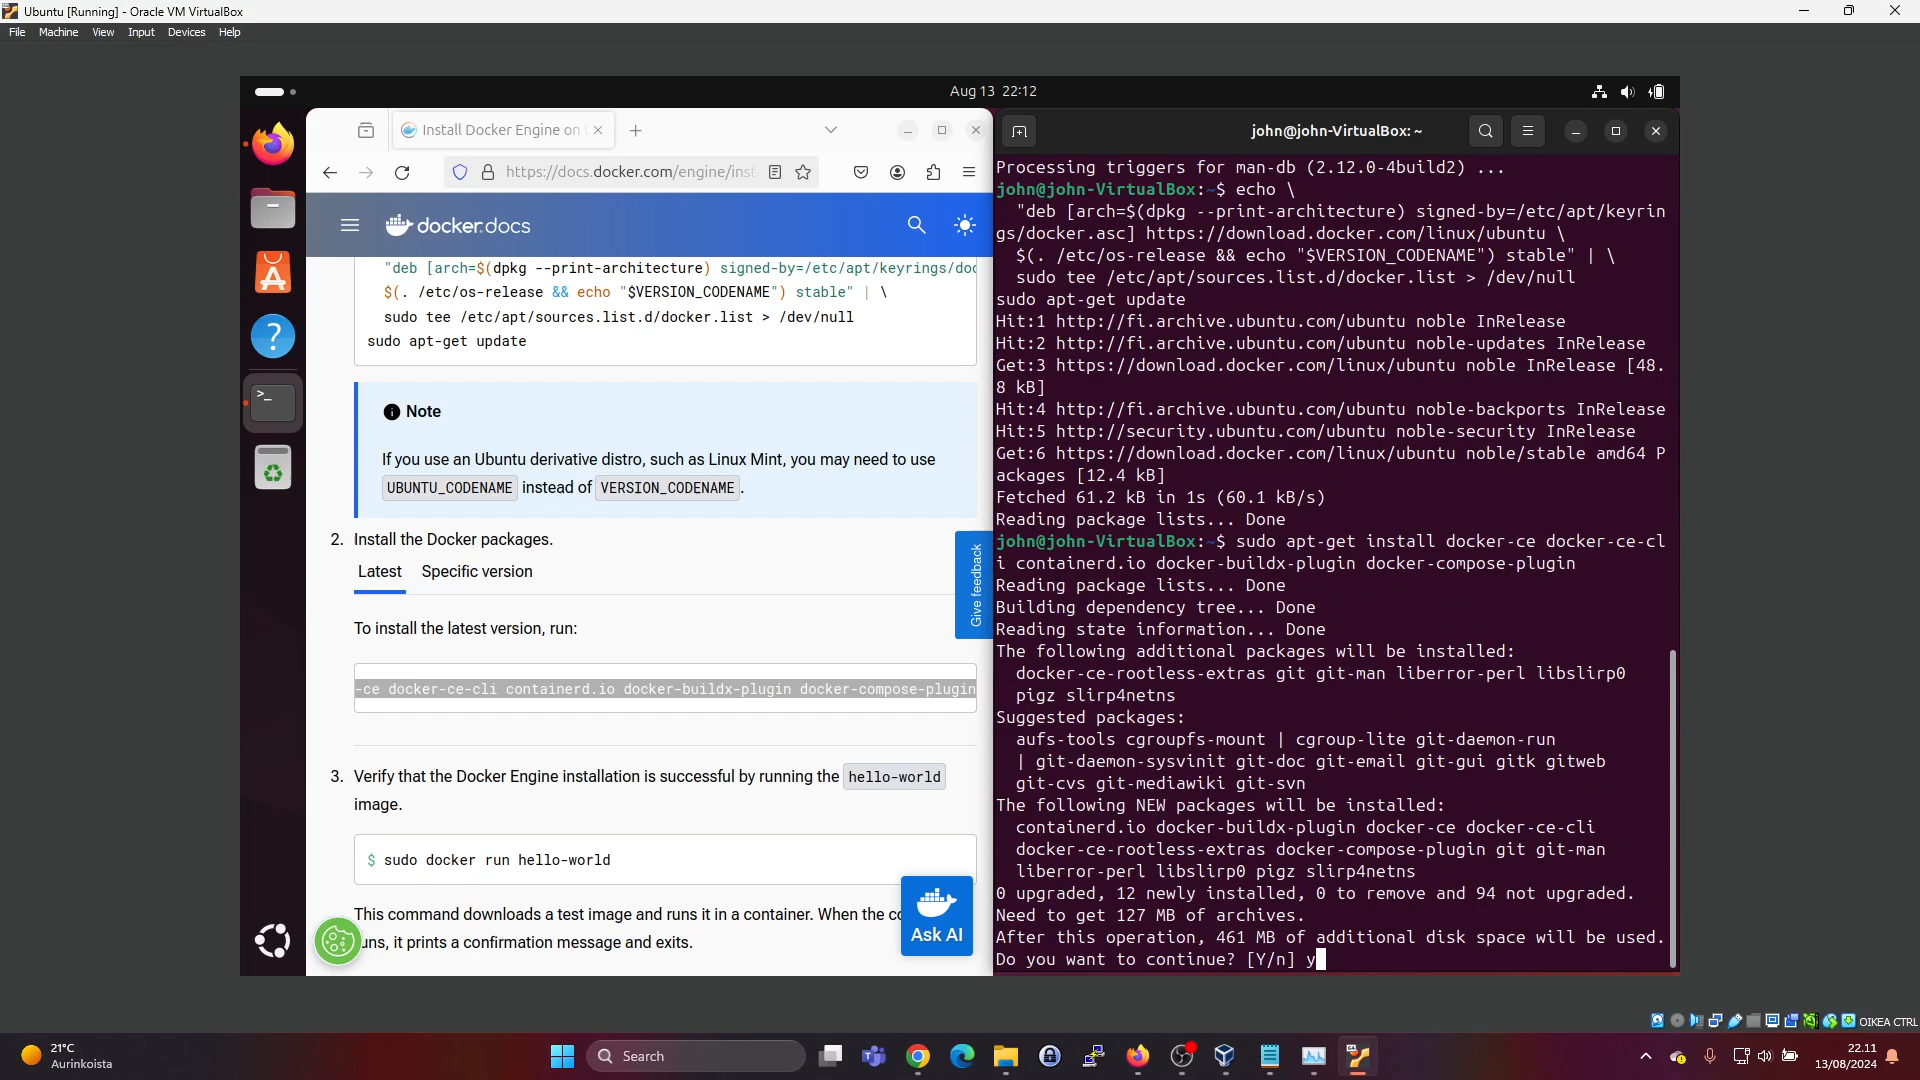 Ubuntu [Running] - Oracle VM VirtualBox
File Machine View Input Devices Help
Aug 13 22:12
Install Docker Engine on
https://docs.docker.com/engine/inst
docker.docs
"deb [arch=$(dpkg --print-architecture) signed-by=/etc/apt/keyrings/doc
$(. /etc/os-release && echo "$VERSION_CODENAME") stable" | \
sudo tee /etc/apt/sources.list.d/docker.list > /dev/null
sudo apt-get update
Note
If you use an Ubuntu derivative distro, such as Linux Mint, you may need to use
UBUNTU_CODENAME instead of VERSION_CODENAME.
2. Install the Docker packages.
Latest Specific version
To install the latest version, run:
-ce docker-ce-cli containerd.io docker-buildx-plugin docker-compose-plugin
3. Verify that the Docker Engine installation is successful by running the hello-world
image.
$ sudo docker run hello-world
This command downloads a test image and runs it in a container. When the co
uns, it prints a confirmation message and exits.
Give feedback
Ask AI
john@john-VirtualBox: ~
Processing triggers for man-db (2.12.0-4build2) ...
john@john-VirtualBox:~$ echo \
"deb [arch=$(dpkg --print-architecture) signed-by=/etc/apt/keyrin
gs/docker.asc] https://download.docker.com/linux/ubuntu \
$(. /etc/os-release && echo "$VERSION_CODENAME") stable" | \
sudo tee /etc/apt/sources.list.d/docker.list > /dev/null
sudo apt-get update
Hit:1 http://fi.archive.ubuntu.com/ubuntu noble InRelease
Hit:2 http://fi.archive.ubuntu.com/ubuntu noble-updates InRelease
Get:3 https://download.docker.com/linux/ubuntu noble InRelease [48.
8 kB]
Hit:4 http://fi.archive.ubuntu.com/ubuntu noble-backports InRelease
Hit:5 http://security.ubuntu.com/ubuntu noble-security InRelease
Get:6 https://download.docker.com/linux/ubuntu noble/stable amd64 P
ackages [12.4 kB]
Fetched 61.2 kB in 1s (60.1 kB/s)
Reading package lists... Done
john@john-VirtualBox:~$ sudo apt-get install docker-ce docker-ce-cl
i containerd.io docker-buildx-plugin docker-compose-plugin
Reading package lists... Done
Building dependency tree... Done
Reading state information... Done
The following additional packages will be installed:
docker-ce-rootless-extras git git-man liberror-perl libslirp0
pigz slirp4netns
Suggested packages:
aufs-tools cgroupfs-mount | cgroup-lite git-daemon-run
| git-daemon-sysvinit git-doc git-email git-gui gitk gitweb
git-cvs git-mediawiki git-svn
The following NEW packages will be installed:
containerd.io docker-buildx-plugin docker-ce docker-ce-cli
docker-ce-rootless-extras docker-compose-plugin git git-man
liberror-perl libslirp0 pigz slirp4netns
0 upgraded, 12 newly installed, 0 to remove and 94 not upgraded.
Need to get 127 MB of archives.
After this operation, 461 MB of additional disk space will be used.
Do you want to continue? [Y/n] y
OIKEA CTRL
21°C
Aurinkoista
Search
22.11
13/08/2024